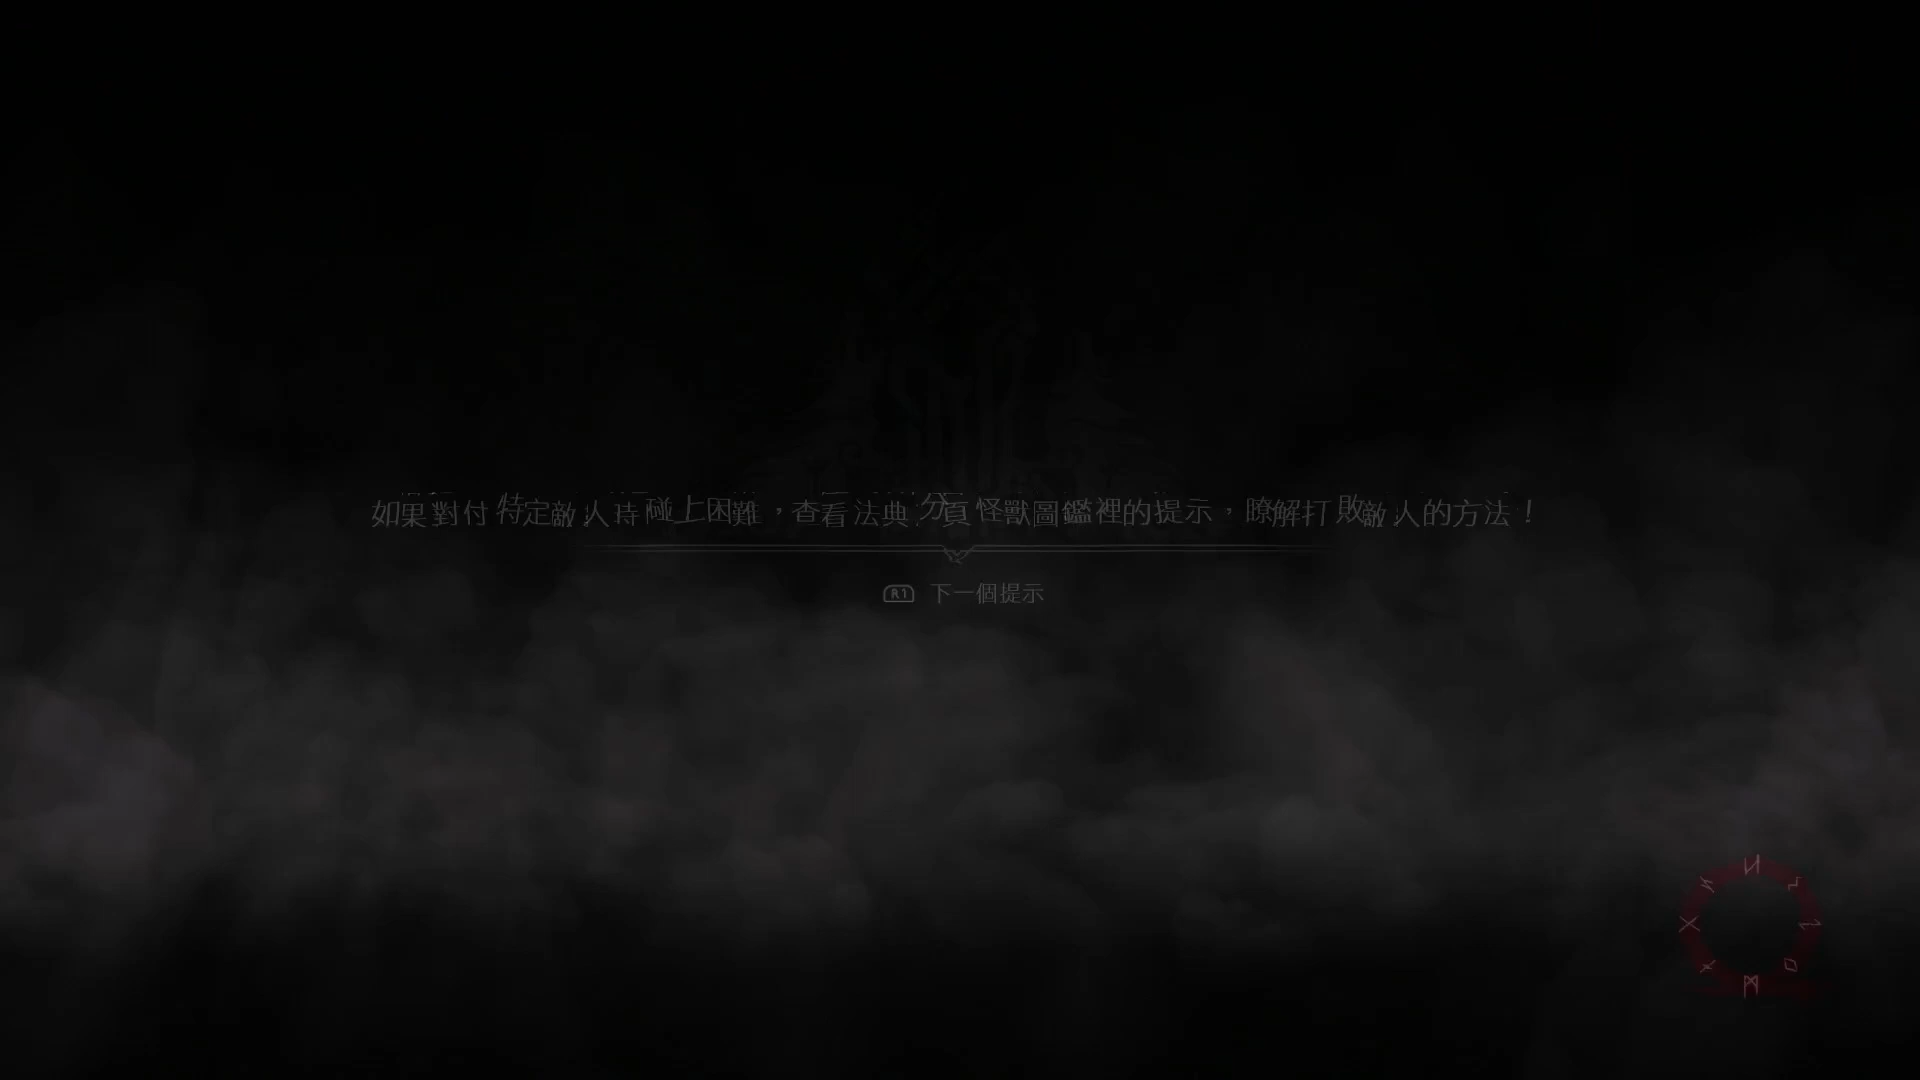 如果對付特定敵人時碰上困難，查看法典分頁怪獸圖鑑裡的提示，瞭解打敗敵人的方法！
R1 下一個提示